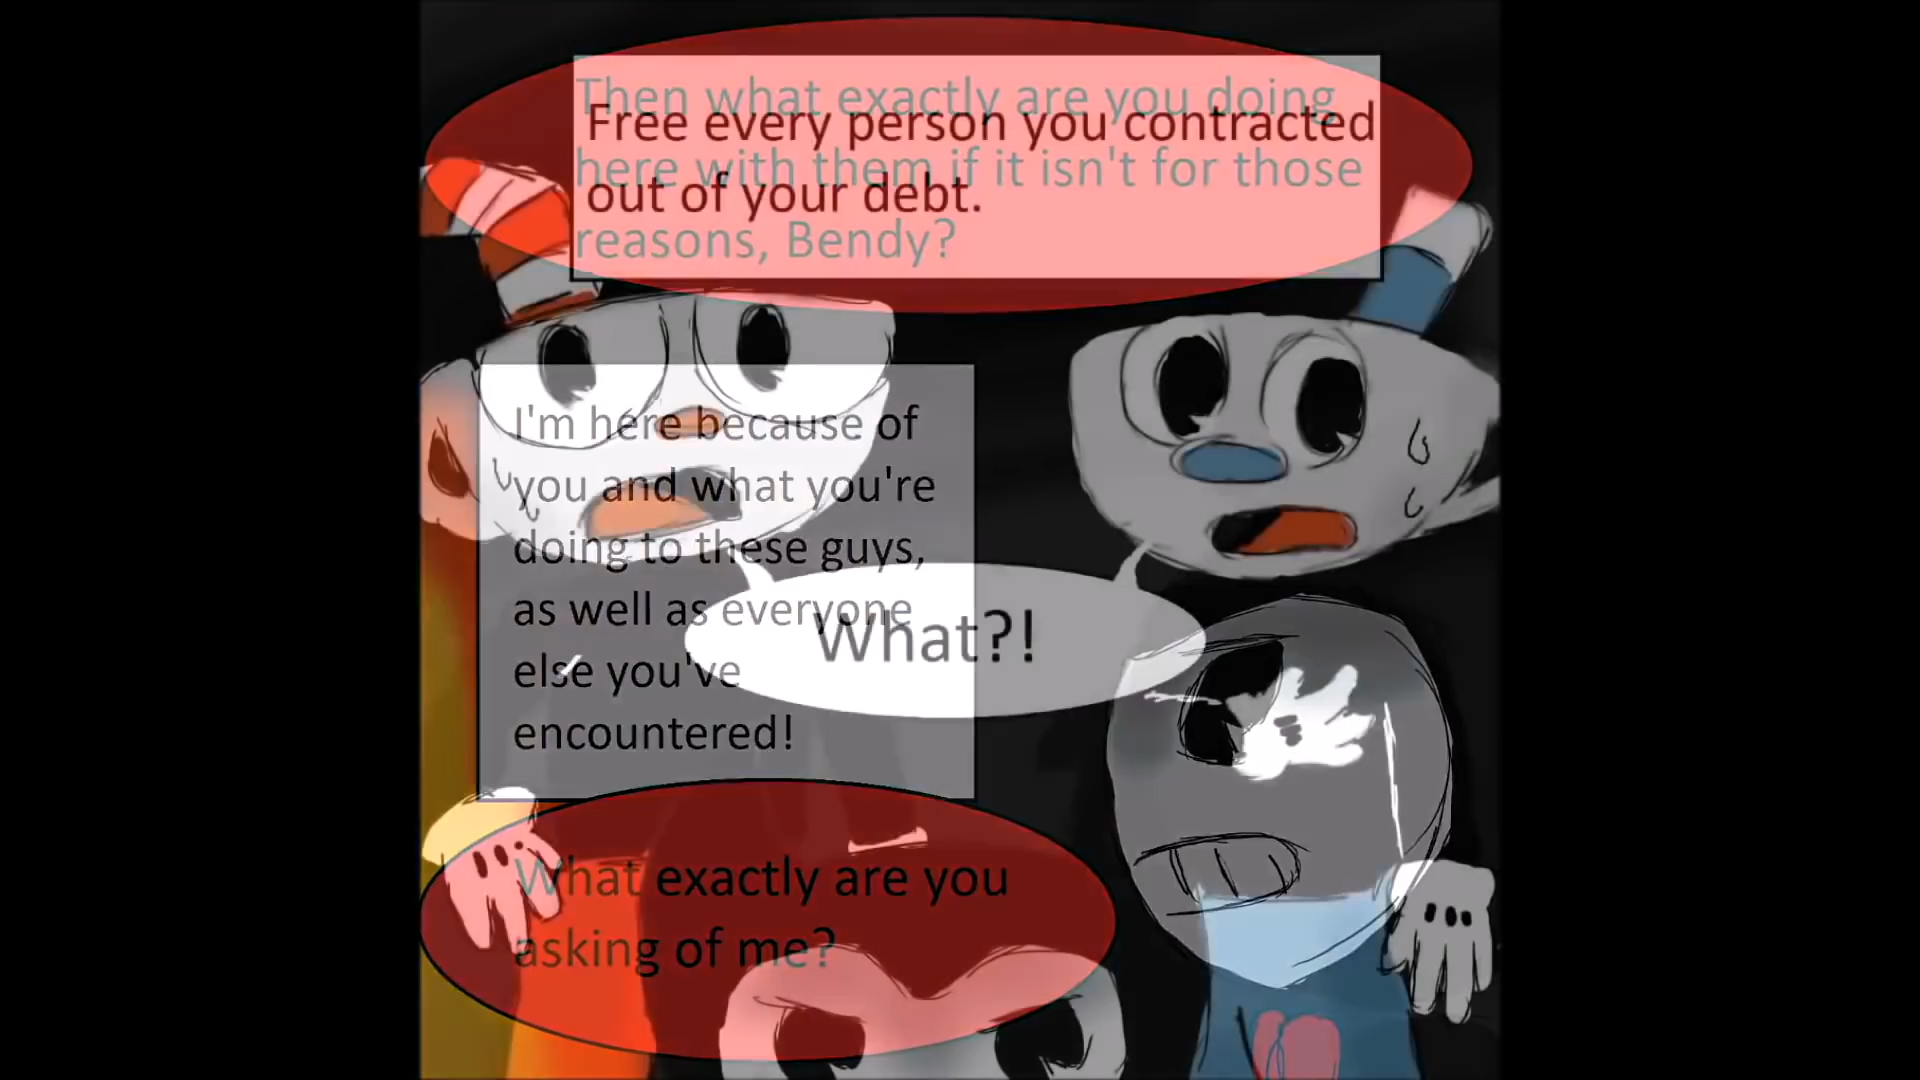 Then what exactly are you doing
here with them if it isn't for those
reasons, Bendy?
Free every person you contracted
out of your debt.
I'm here because of
you and what you're
doing to these guys,
as well as everyone
else you've
encountered!
What?!
What exactly are you
asking of me?